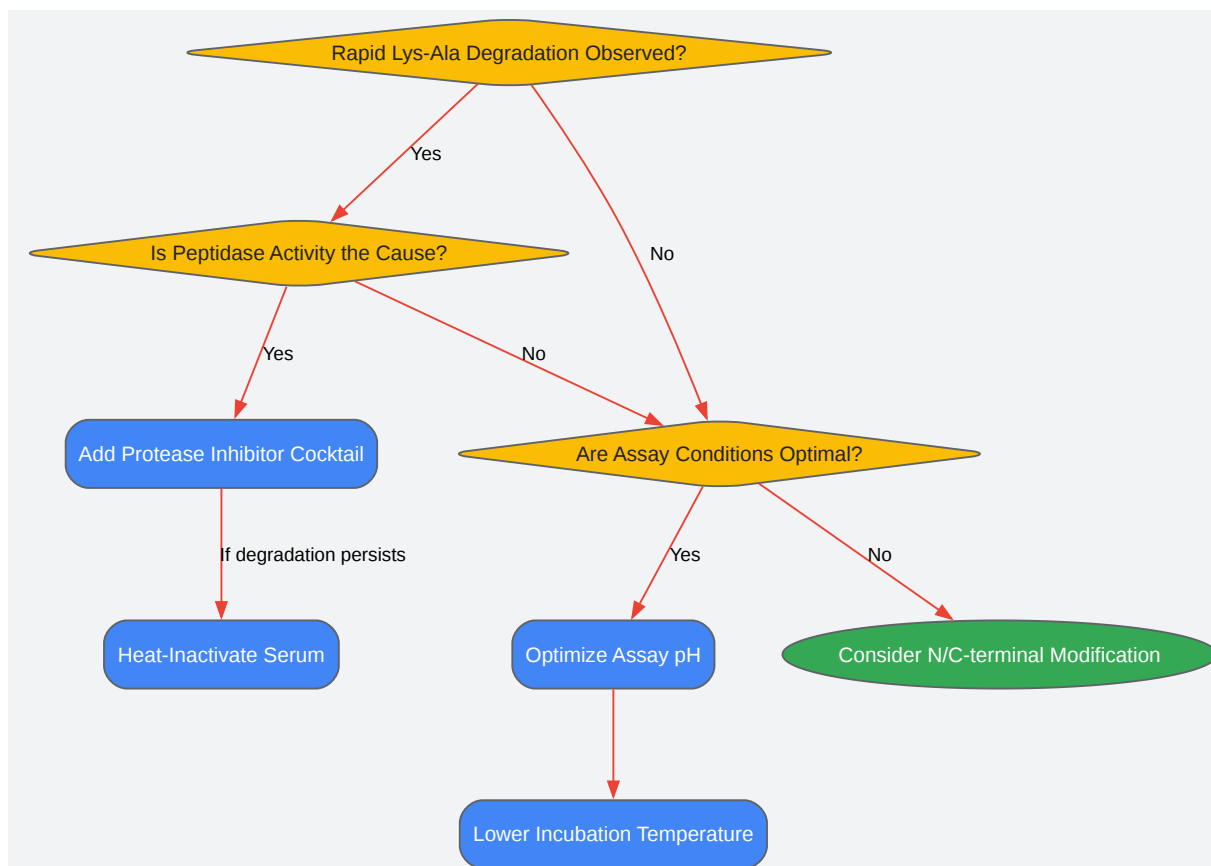 Rapid Lys-Ala Degradation Observed?
Yes
Is Peptidase Activity the Cause?
No
Yes
No
Add Protease Inhibitor Cocktail
Are Assay Conditions Optimal?
If degradation persists
Yes
No
Heat-Inactivate Serum
Optimize Assay pH
Consider N/C-terminal Modification
Lower Incubation Temperature